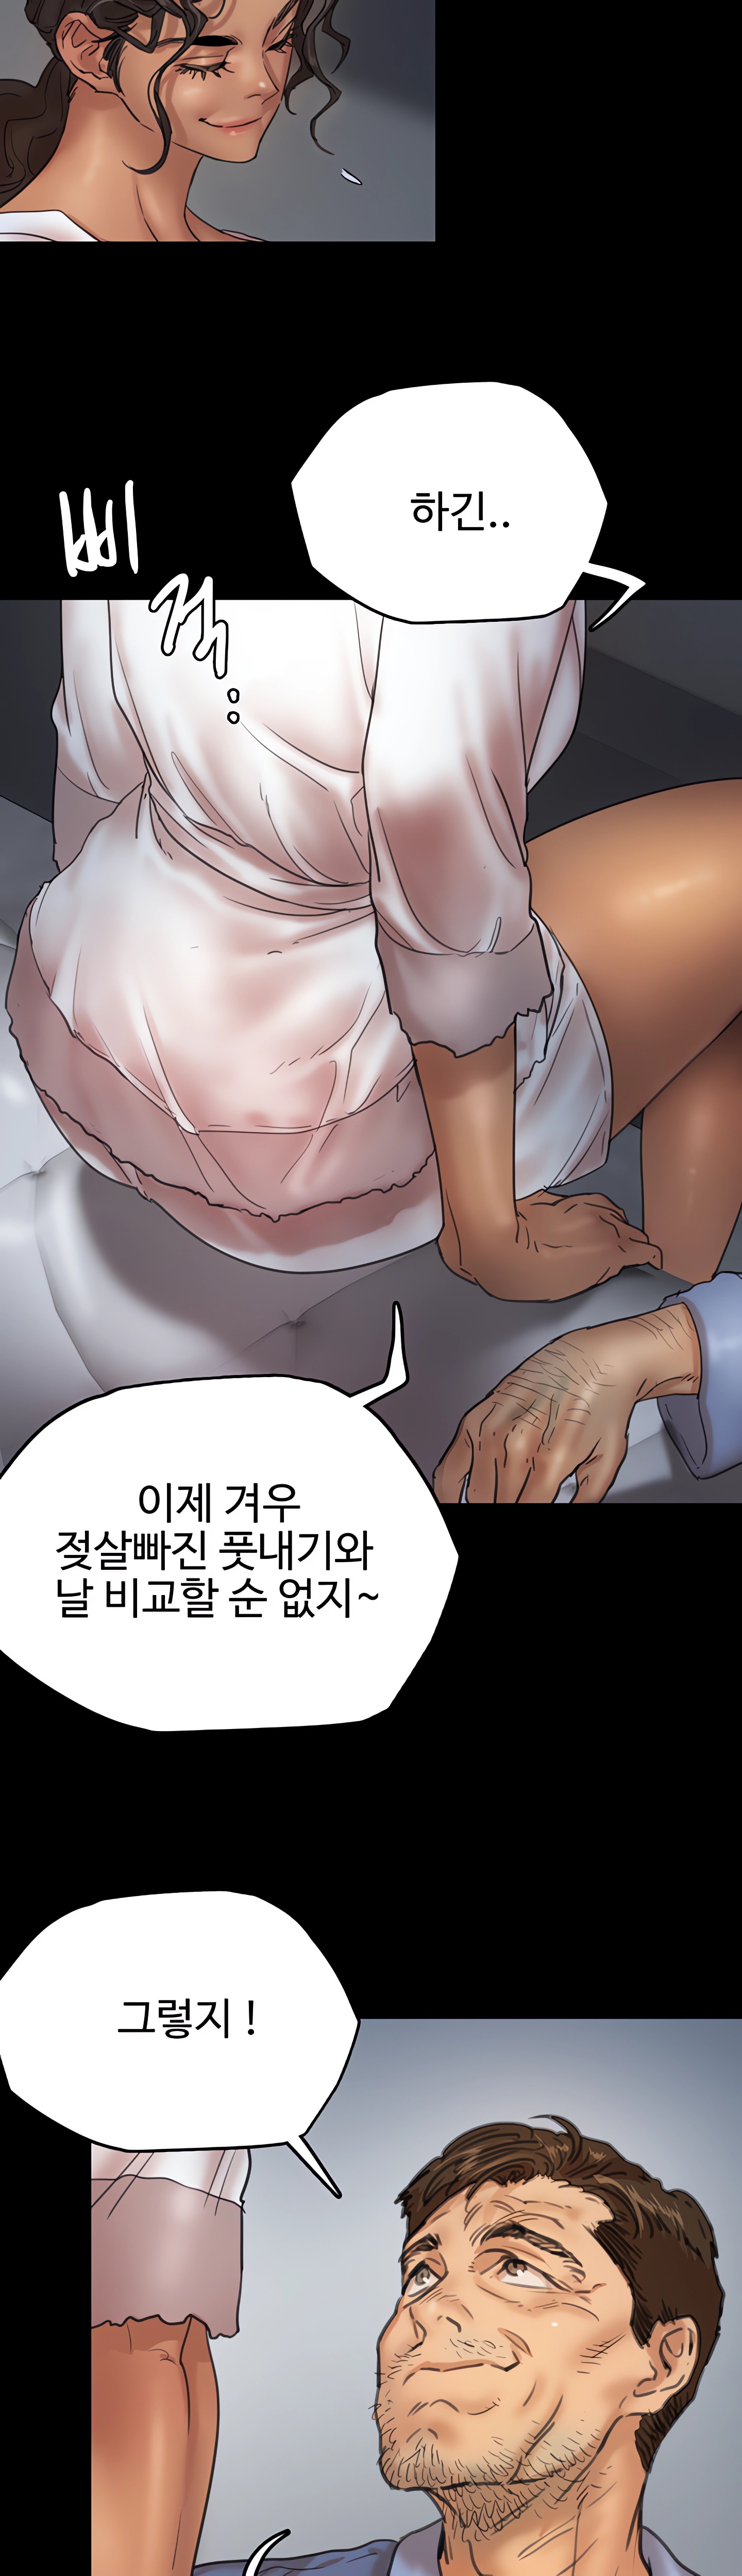 하긴..
삐
걱
:
이제 겨우
젖살빠진 풋내기와
날 비교할 순 없지~
그렇지 !